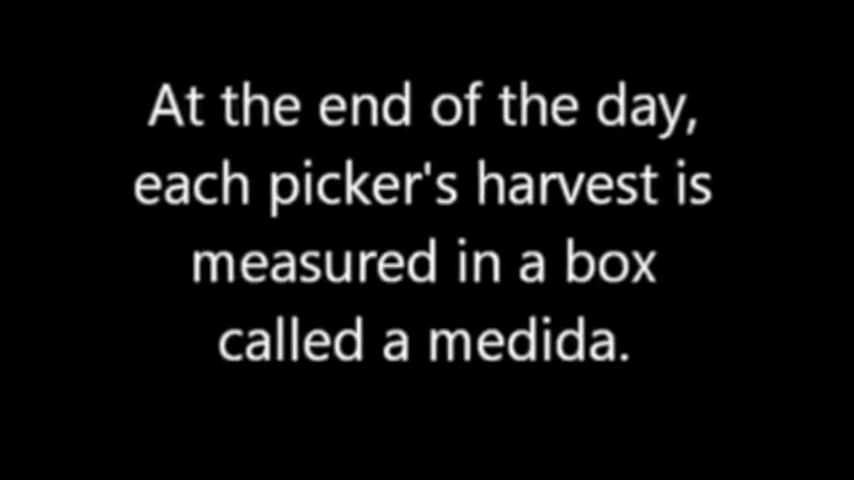 At the end of the day,
each picker's harvest is
measured in a box
called a medida.